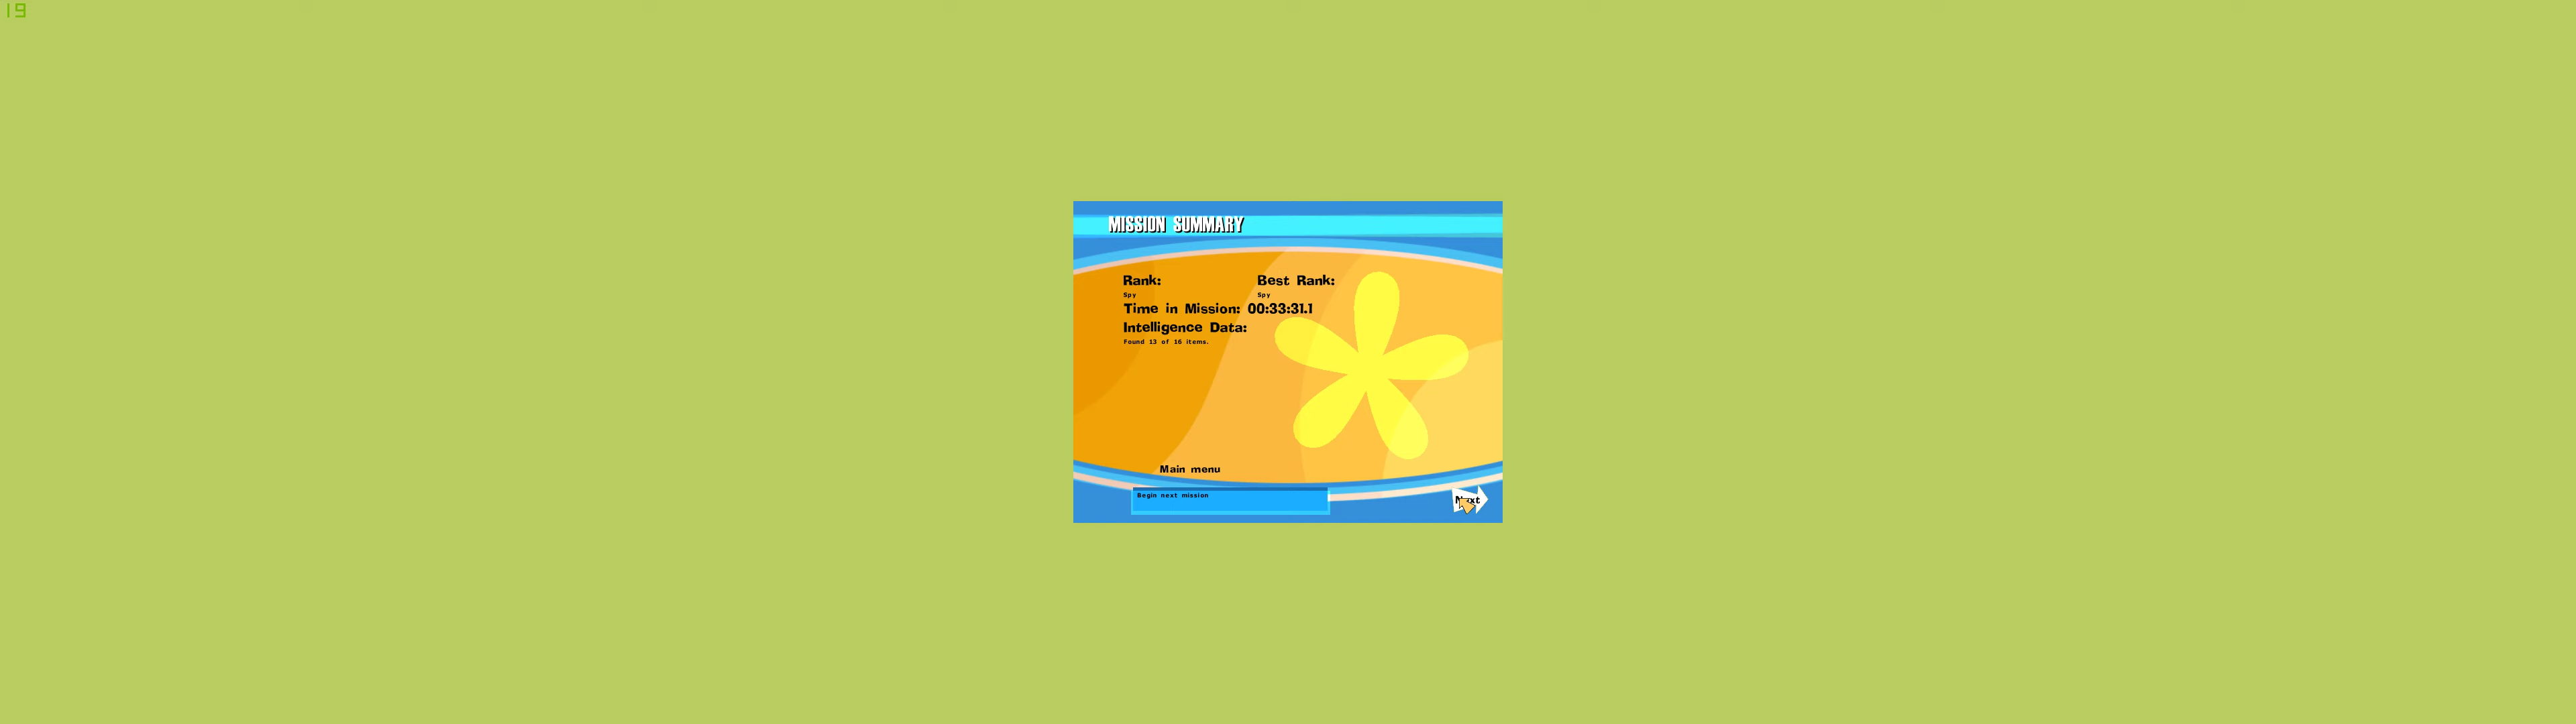 19
MISSION SUMMARY
Rank: Best Rank:
Spy Spy
Time in Mission: 00:33:31.1
Intelligence Data:
Found 13 of 16 items.
Main menu
Begin next mission
Next